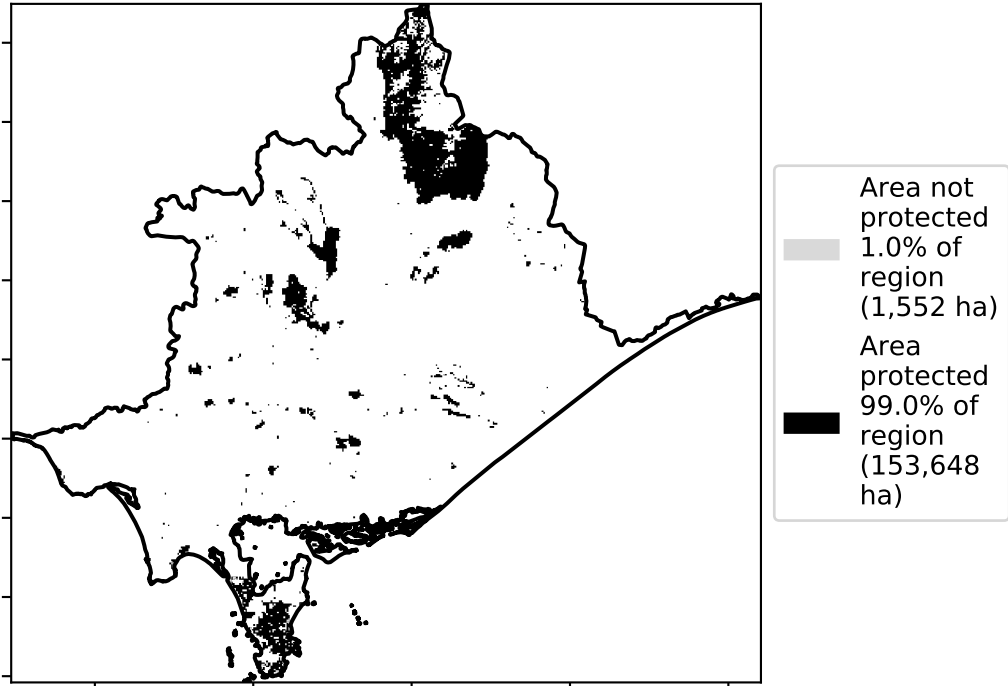 Area not
protected
1.0% of
region
(1,552 ha)
Area
protected
99.0% of
region
(153,648
ha)